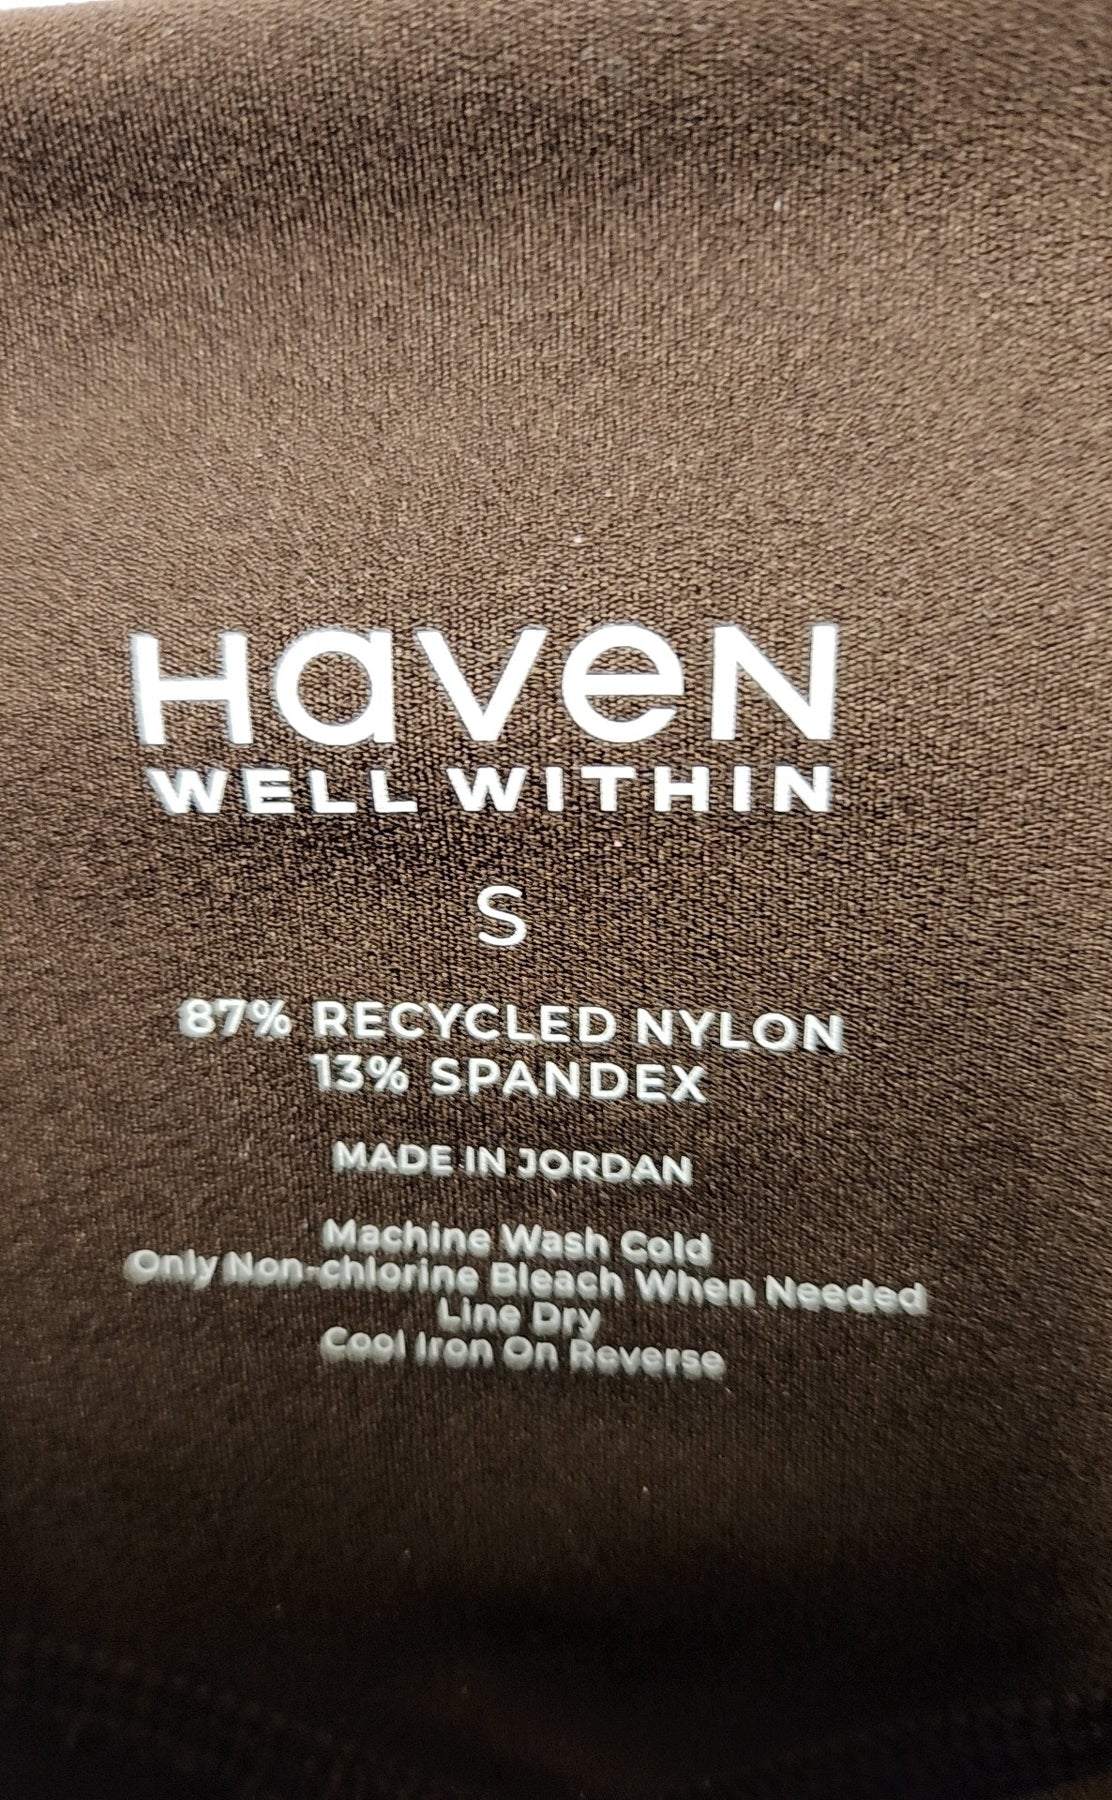 Haven
WELL WITHIN
S
87% RECYCLED NYLON
13% SPANDEX
MADE IN JORDAN
Machine Wash Cold
Only Non-chlorine Bleach When Needed
Line Dry
Cool Iron On Reverse